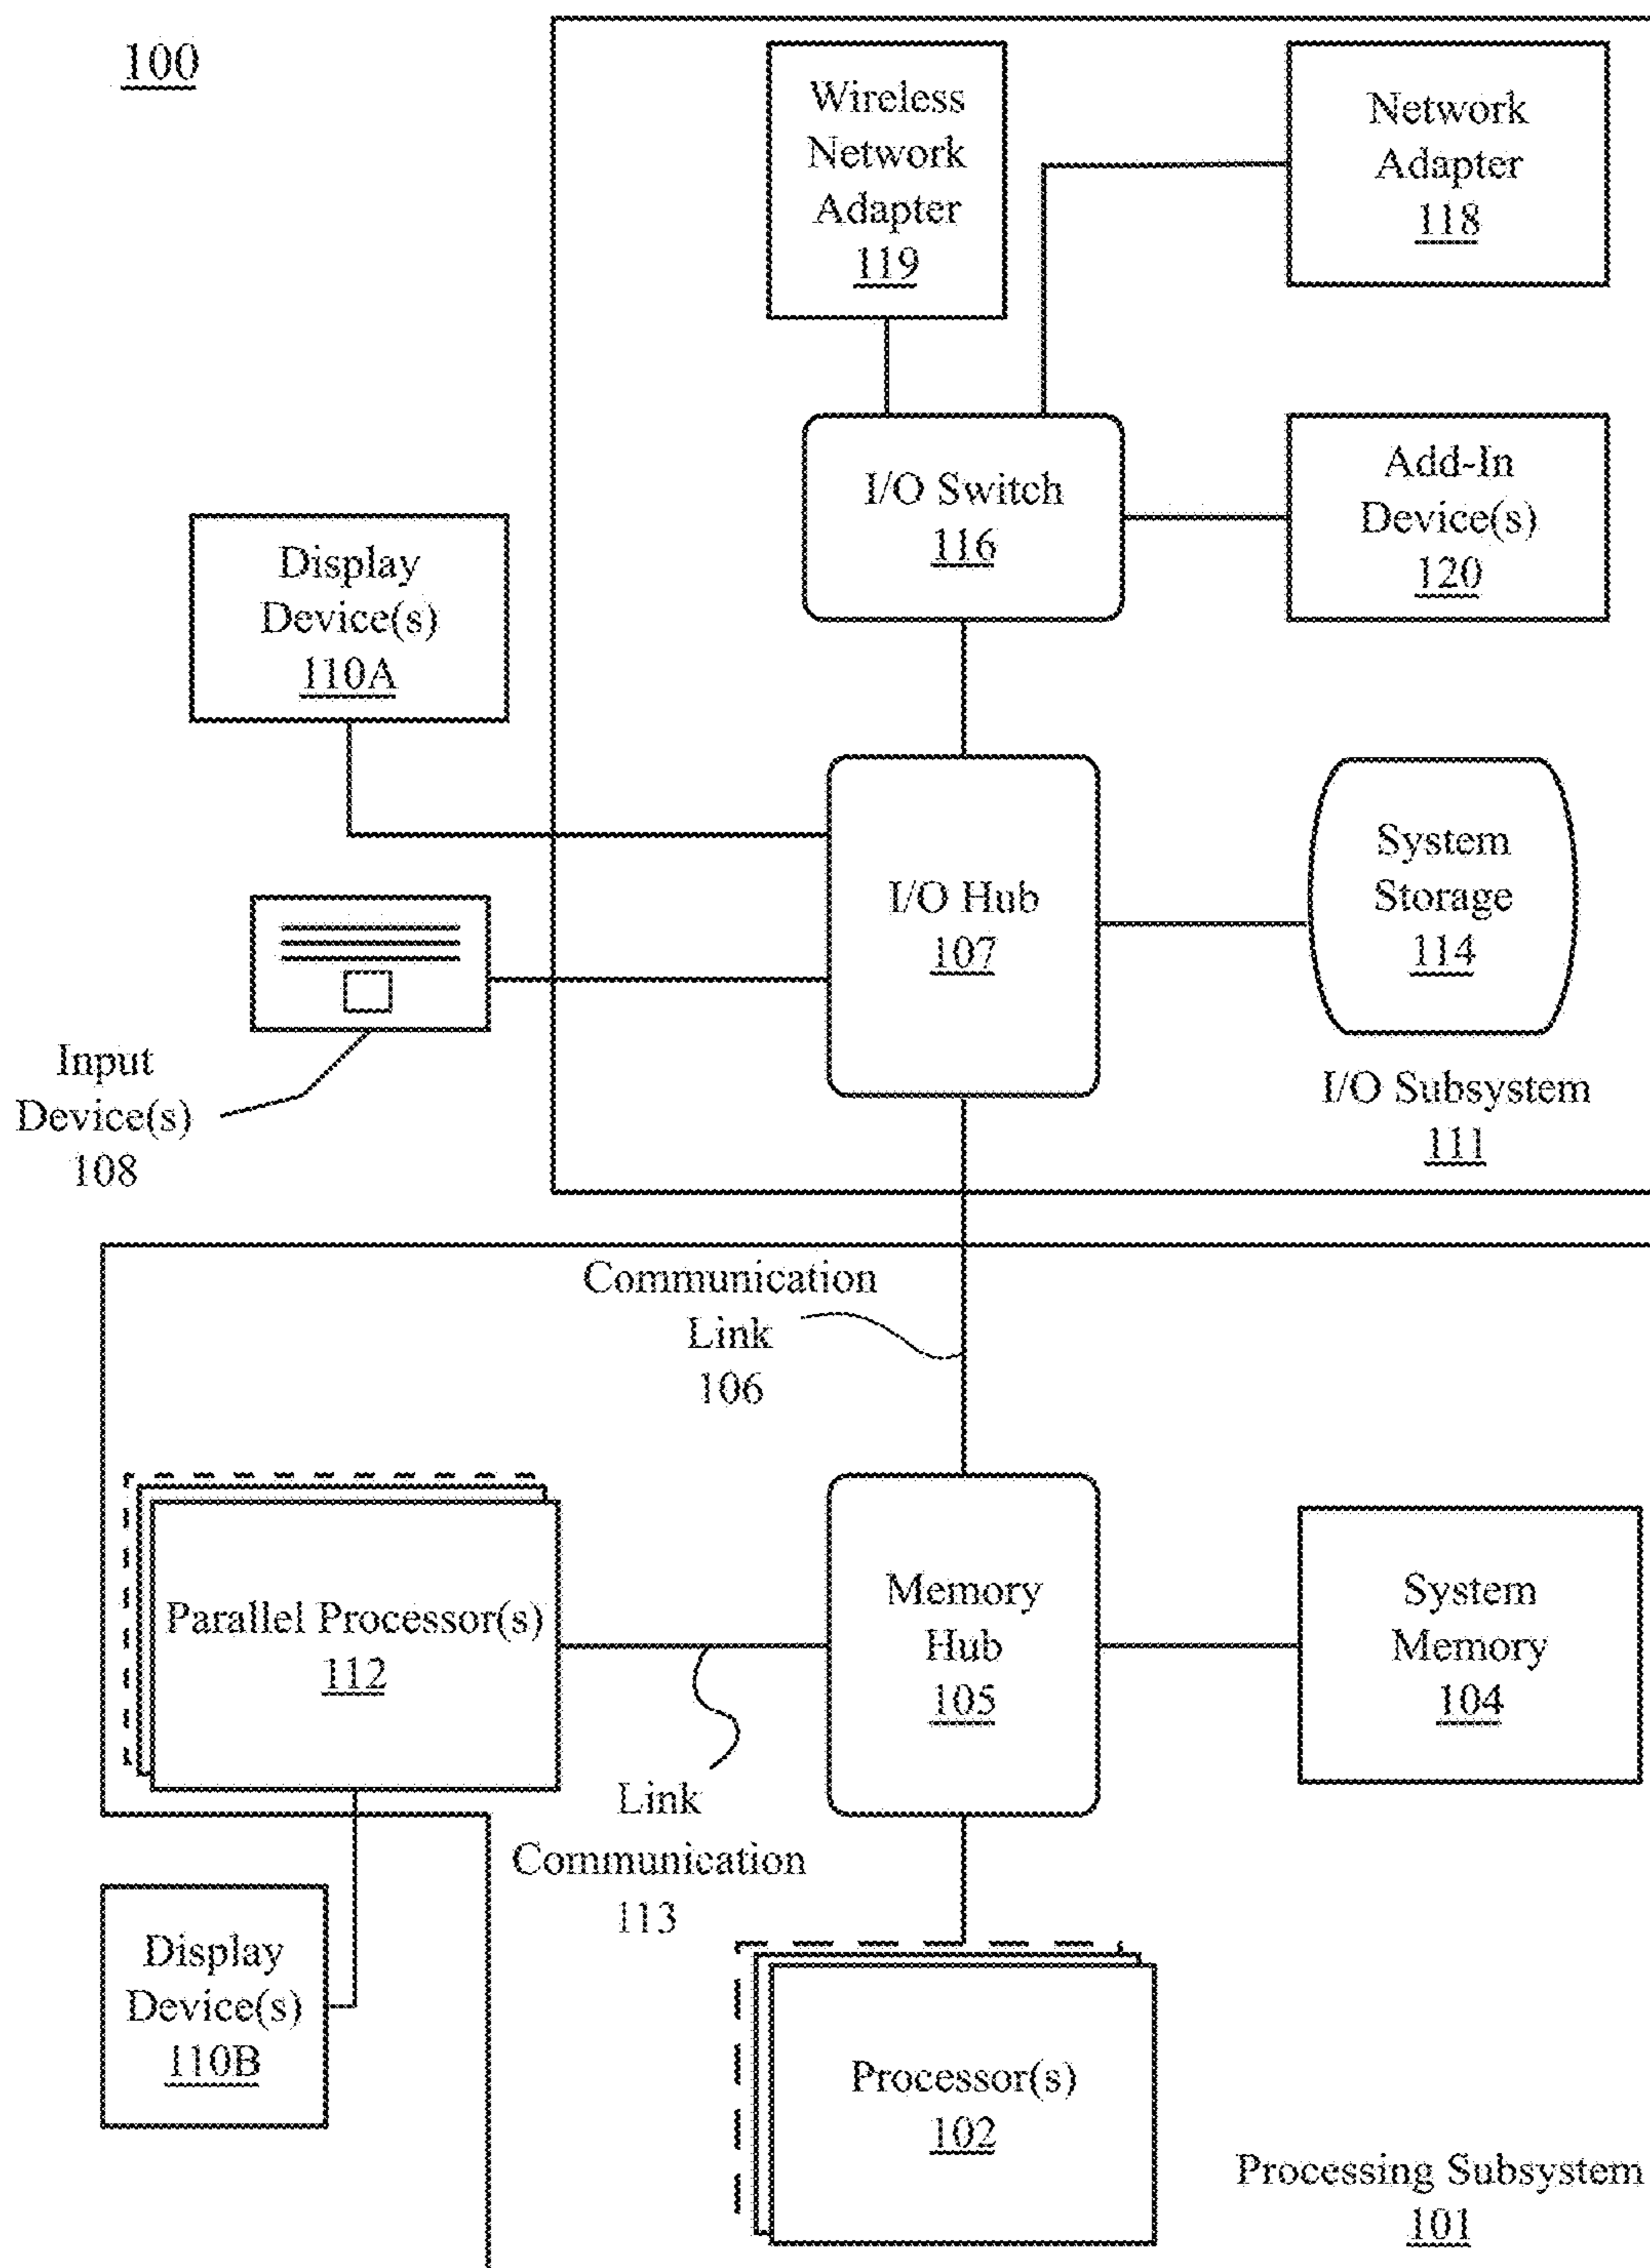 100
Wireless
Network
Adapter
119
Network
Adapter
118
I/O Switch
116
Add-In
Device(s)
120
Display
Device(s)
110A
I/O Hub
107
System
Storage
114
Input
Device(s)
108
I/O Subsystem
111
Communication
Link
106
Parallel Processor(s)
112
Memory
Hub
105
System
Memory
104
Link
Communication
113
Display
Device(s)
110B
Processor(s)
102
Processing Subsystem
101